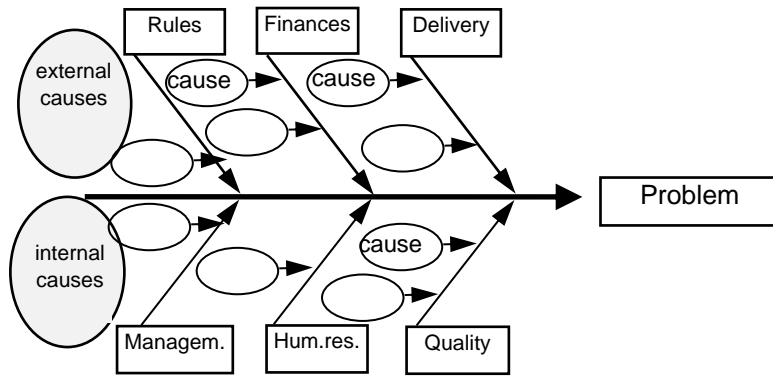 Rules
Finances
Delivery
external
causes
cause
cause
Problem
internal
causes
cause
Managem.
Hum.res.
Quality